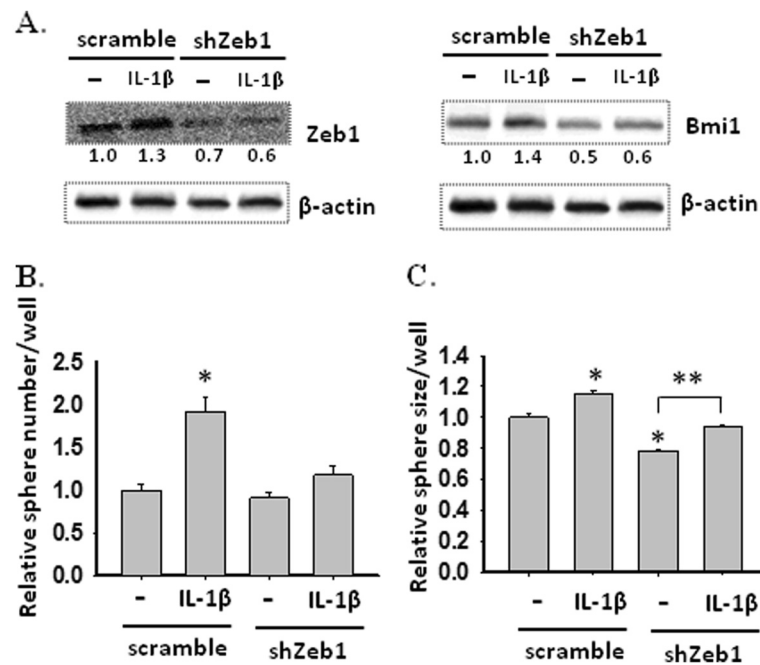 A.
scramble shZeb1
– IL-1β – IL-1β
Zeb1
1.0 1.3 0.7 0.6
β-actin
scramble shZeb1
– IL-1β – IL-1β
Bmi1
1.0 1.4 0.5 0.6
β-actin
B.
Relative sphere number/well
2.5
2.0
1.5
1.0
0.5
0.0
*
- IL-1β - IL-1β
scramble shZeb1
C.
Relative sphere size/well
1.4
1.2
1.0
0.8
0.6
0.4
0.2
0.0
*
*
**
- IL-1β - IL-1β
scramble shZeb1